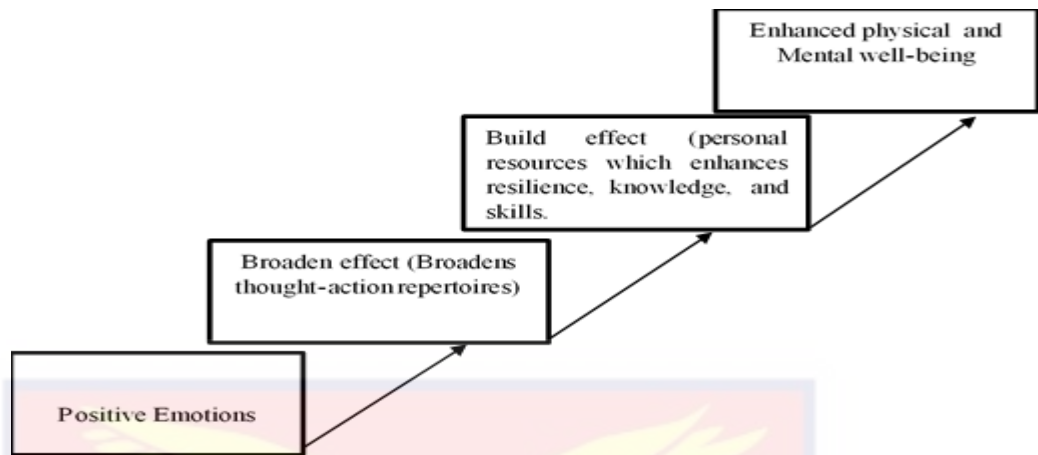 Enhanced physical and
Mental well-being
Build effect (personal
resources which enhances
resilience, knowledge, and
skills.
Broaden effect (Broadens
thought-action repertoires)
Positive Emotions